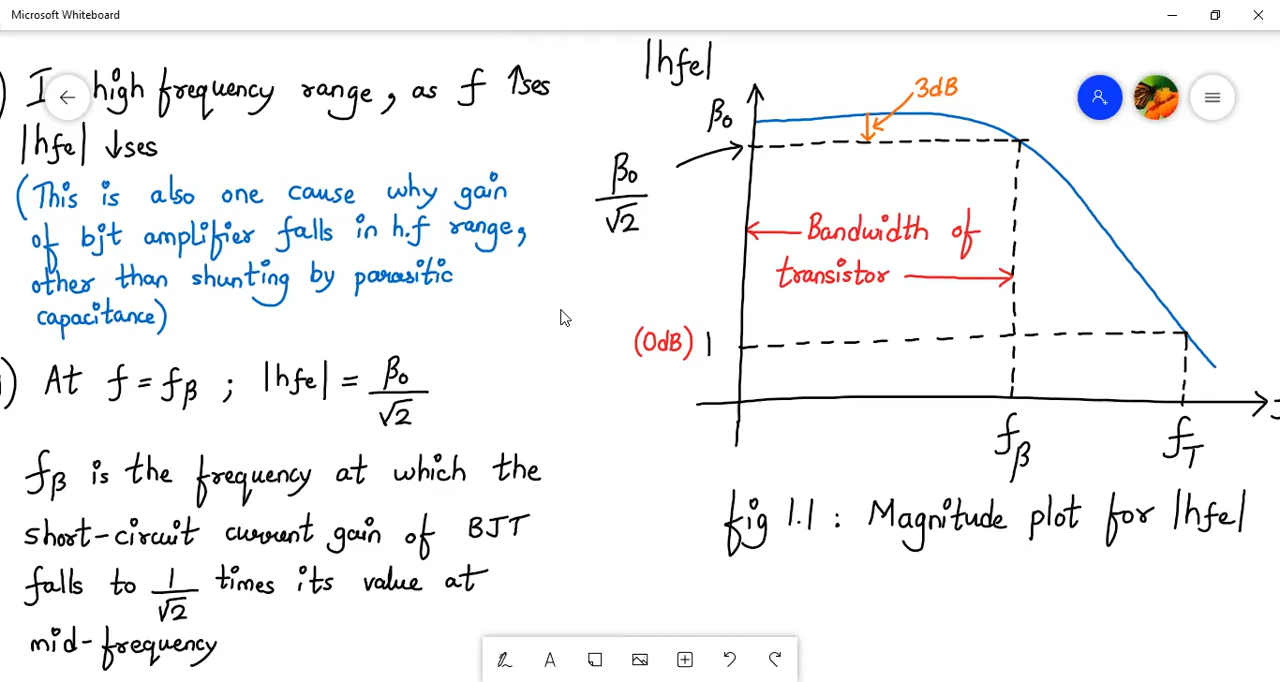 Microsoft Whiteboard
) I high frequency range, as f ↑ses
|hfe| ↓ses
(This is also one cause why gain
of bjt amplifier falls in h.f range,
other than shunting by parasitic
capacitance)
) At f = fβ ; |hfe| = β₀/√2
fβ is the frequency at which the
short-circuit current gain of BJT
falls to 1/√2 times its value at
mid-frequency
|hfe|
3dB
β₀
β₀/√2
Bandwidth of
transistor
(0dB) 1
fβ
fT
fig 1.1 : Magnitude plot for |hfe|
A